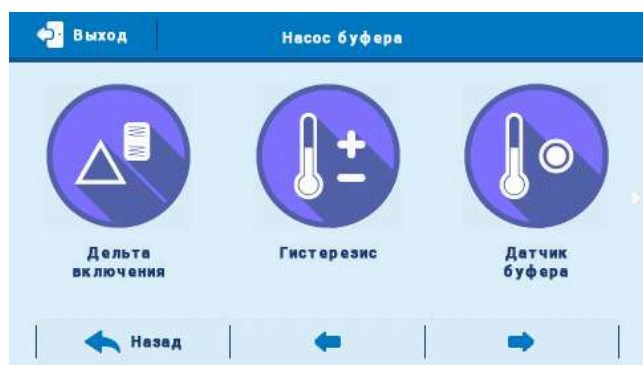 Выход
Насос буфера
Дельта
включения
Гистерезис
Датчик
буфера
Назад